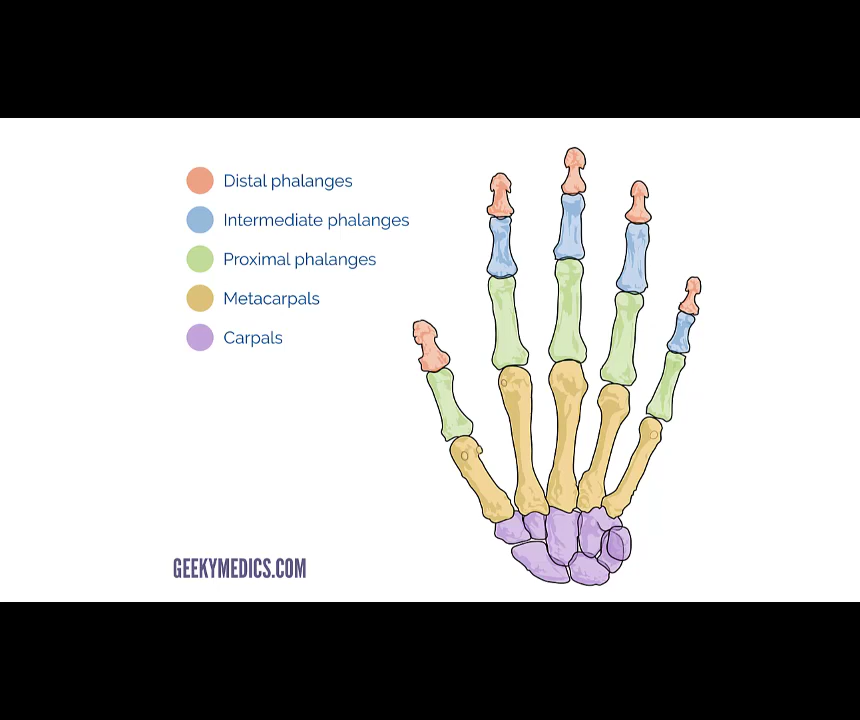 Distal phalanges
Intermediate phalanges
Proximal phalanges
Metacarpals
Carpals
GEEKYMEDICS.COM